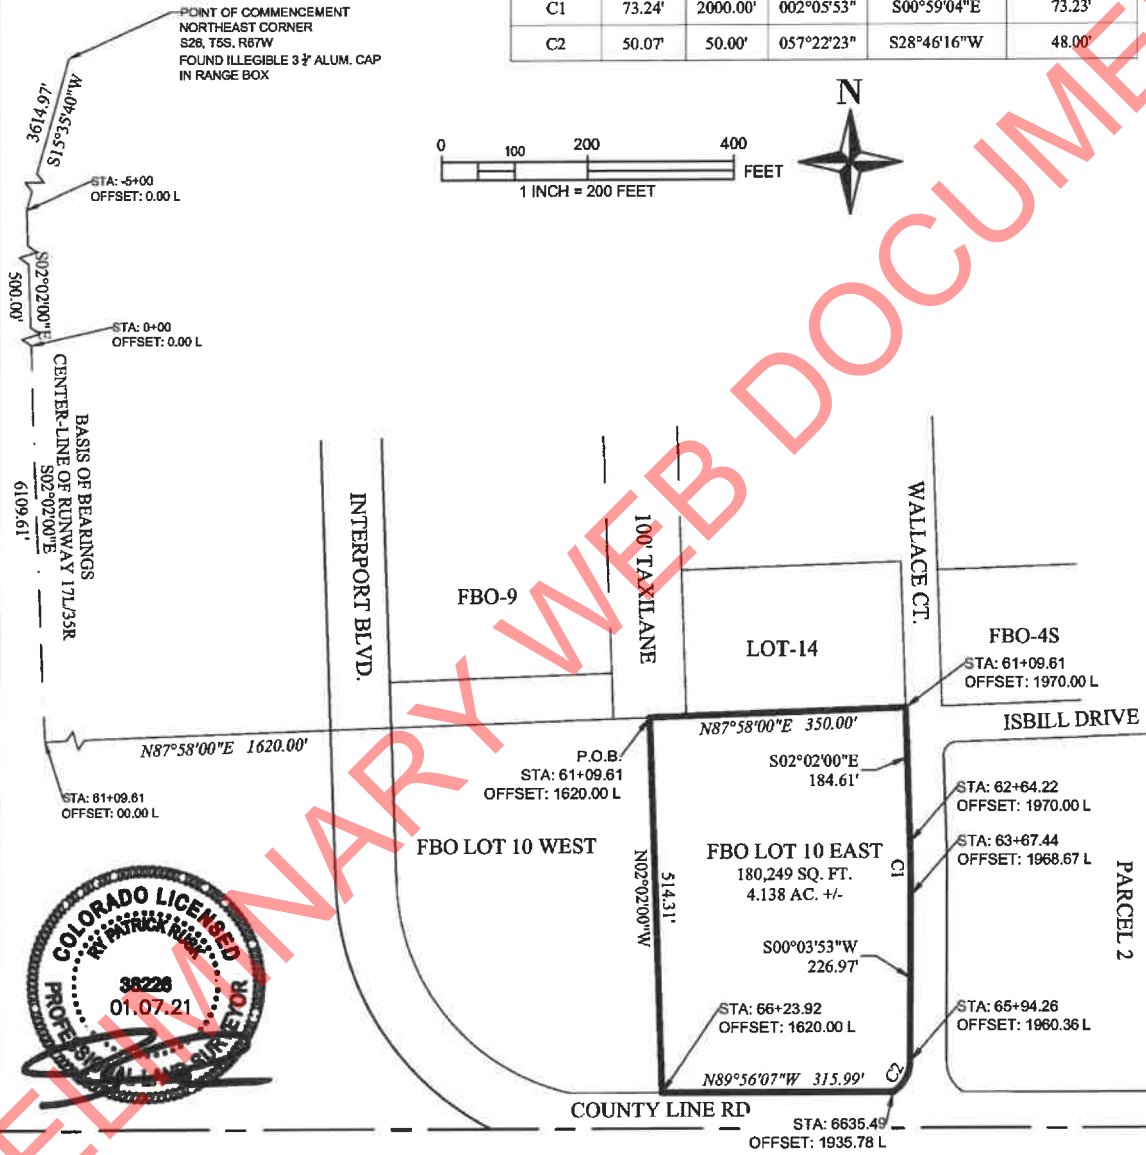 C1 73.24' 2000.00' 002°05'53" S00°59'04"E 73.23'
C2 50.07' 50.00' 057°22'23" S28°46'16"W 48.00'
POINT OF COMMENCEMENT
NORTHEAST CORNER
S26, T5S, R67W
FOUND ILLEGIBLE 3 ¼" ALUM. CAP
IN RANGE BOX
3614.97'
S15°35'40"W
STA: -5+00
OFFSET: 0.00 L
S02°02'00"E
500.00'
STA: 0+00
OFFSET: 0.00 L
N
0 100 200 400
FEET
1 INCH = 200 FEET
BASIS OF BEARINGS
CENTER-LINE OF RUNWAY 17L/35R
S02°02'00"E
6109.61'
INTERPORT BLVD.
FBO-9
100' TAXILANE
LOT-14
WALLACE CT.
FBO-4S
STA: 61+09.61
OFFSET: 1970.00 L
ISBILL DRIVE
N87°58'00"E 1620.00'
N87°58'00"E 350.00'
P.O.B.
STA: 61+09.61
OFFSET: 1620.00 L
S02°02'00"E
184.61'
STA: 61+09.61
OFFSET: 00.00 L
STA: 62+64.22
OFFSET: 1970.00 L
STA: 63+67.44
OFFSET: 1968.67 L
FBO LOT 10 WEST
FBO LOT 10 EAST
180,249 SQ. FT.
4.138 AC. +/-
C1
514.31'
N02°02'00"W
PARCEL 2
S00°03'53"W
226.97'
STA: 66+23.92
OFFSET: 1620.00 L
STA: 65+94.26
OFFSET: 1960.36 L
N89°56'07"W 315.99'
C2
COUNTY LINE RD
STA: 6635.49
OFFSET: 1935.78 L
COLORADO LICENSED
RY PATRICK RUSK
38226
01.07.21
PROFESSIONAL LAND SURVEYOR
ELIMINARY WEB DOCUME